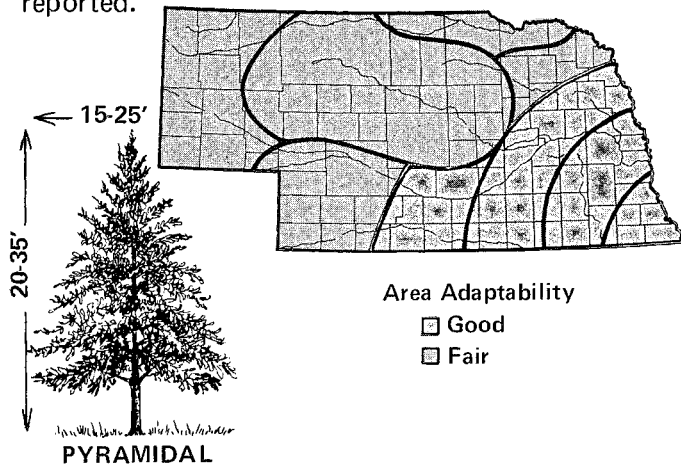 reported.
15-25′
20-35′
Area Adaptability
Good
Fair
PYRAMIDAL